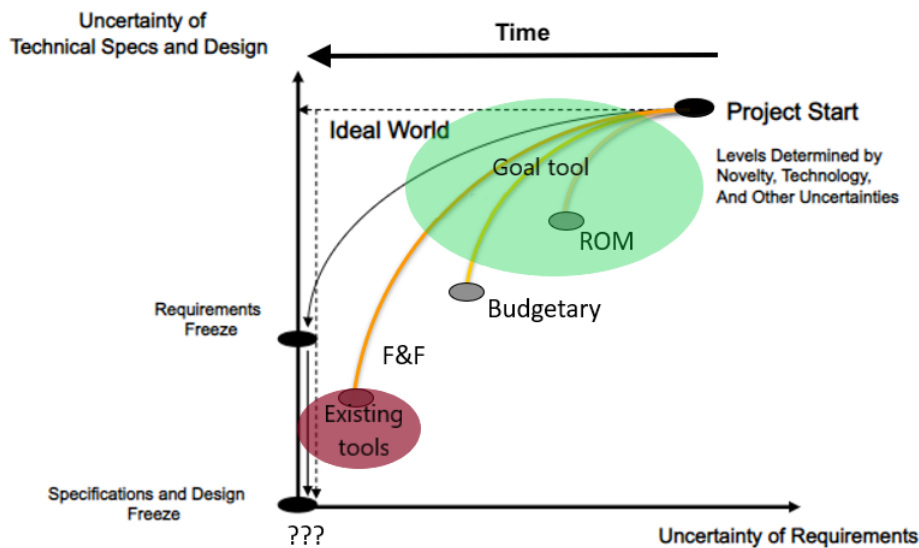 Uncertainty of
Technical Specs and Design
Time
Ideal World
Project Start
Levels Determined by
Novelty, Technology,
And Other Uncertainties
Goal tool
ROM
Budgetary
Requirements
Freeze
F&F
Existing
tools
Specifications and Design
Freeze
???
Uncertainty of Requirements